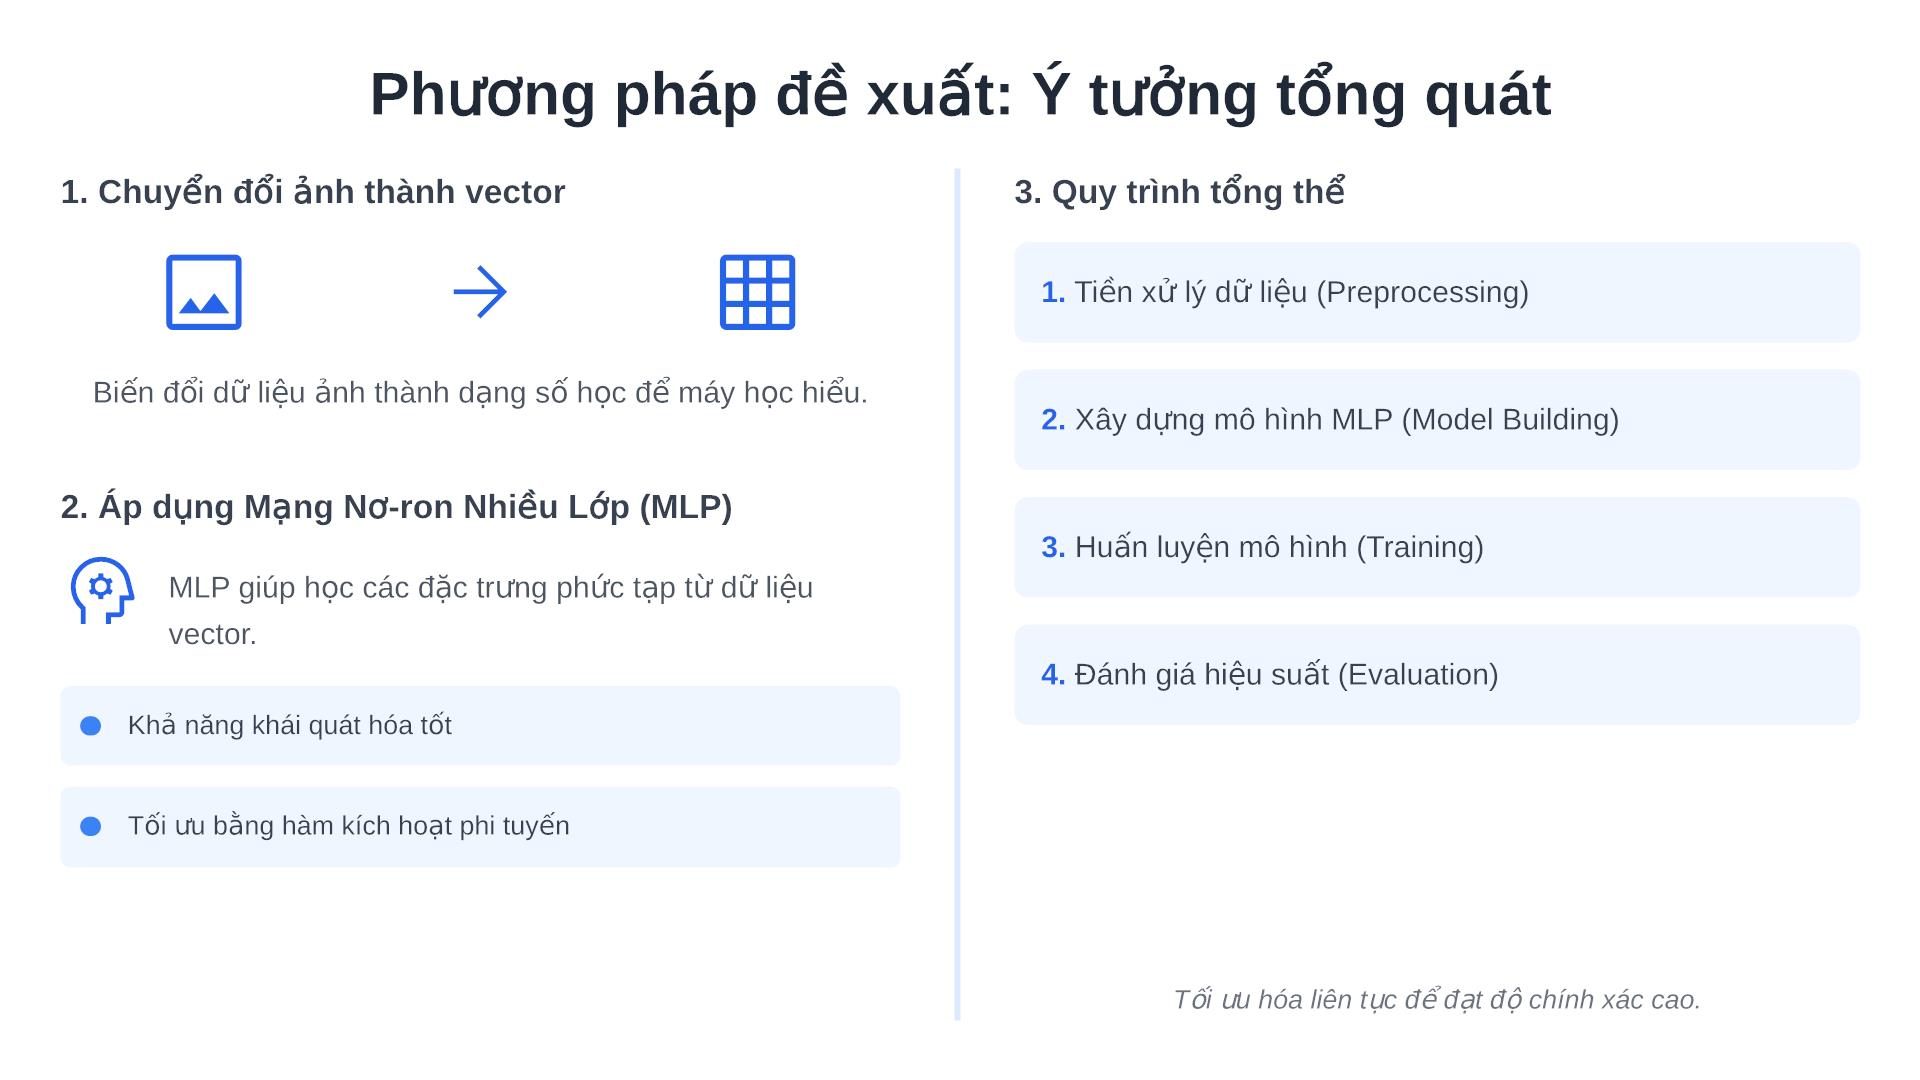 Phương pháp đề xuất: Ý tưởng tổng quát
1. Chuyển đổi ảnh thành vector
Biến đổi dữ liệu ảnh thành dạng số học để máy học hiểu.
2. Áp dụng Mạng Nơ-ron Nhiều Lớp (MLP)
MLP giúp học các đặc trưng phức tạp từ dữ liệu
vector.
Khả năng khái quát hóa tốt
Tối ưu bằng hàm kích hoạt phi tuyến
3. Quy trình tổng thể
1. Tiền xử lý dữ liệu (Preprocessing)
2. Xây dựng mô hình MLP (Model Building)
3. Huấn luyện mô hình (Training)
4. Đánh giá hiệu suất (Evaluation)
Tối ưu hóa liên tục để đạt độ chính xác cao.